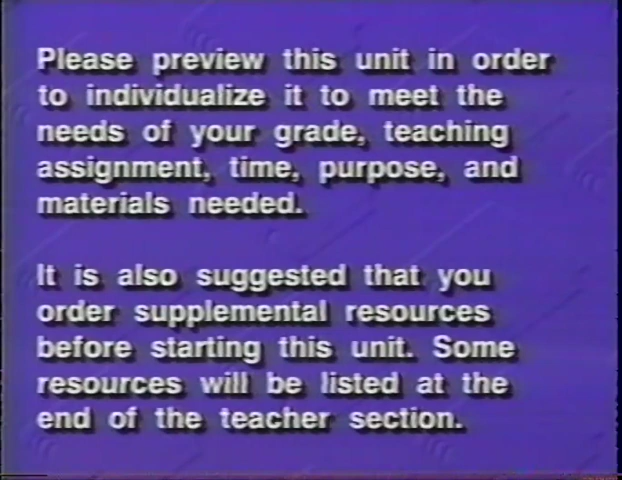 Please preview this unit in order
to individualize it to meet the
needs of your grade, teaching
assignment, time, purpose, and
materials needed.
It is also suggested that you
order supplemental resources
before starting this unit. Some
resources will be listed at the
end of the teacher section.